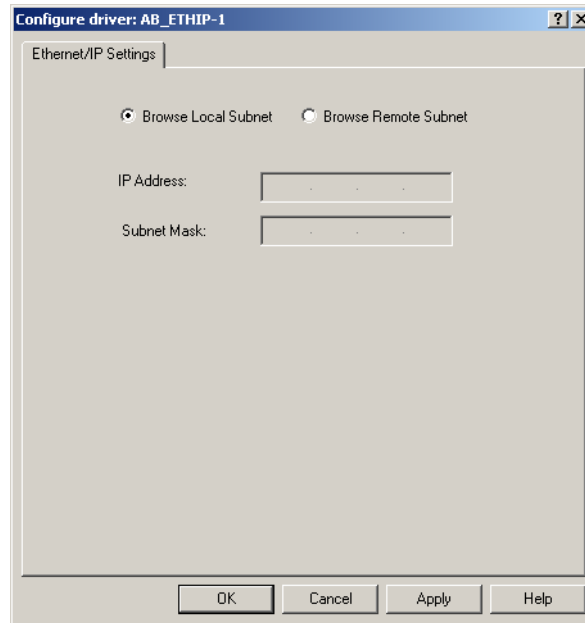 Configure driver: AB_ETHIP-1
Ethernet/IP Settings
Browse Local Subnet Browse Remote Subnet
IP Address:
Subnet Mask:
OK Cancel Apply Help